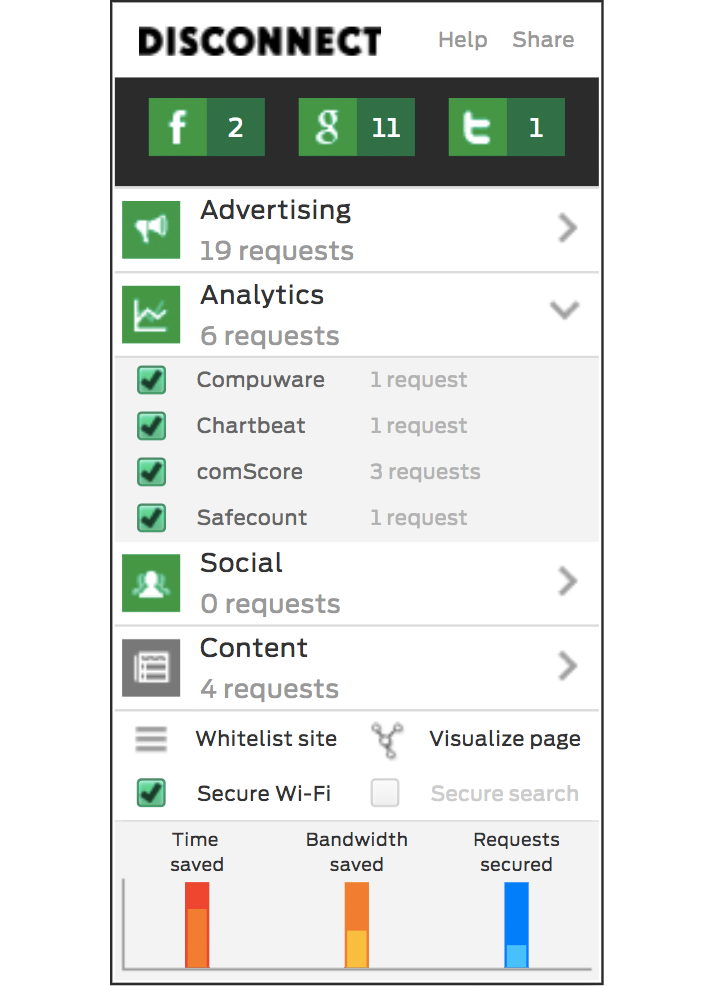 DISCONNECT Help Share
f 2 g 11 t 1
Advertising
19 requests
Analytics
6 requests
Compuware 1 request
Chartbeat 1 request
comScore 3 requests
Safecount 1 request
Social
0 requests
Content
4 requests
Whitelist site Visualize page
Secure Wi-Fi Secure search
Time Bandwidth Requests
saved saved secured